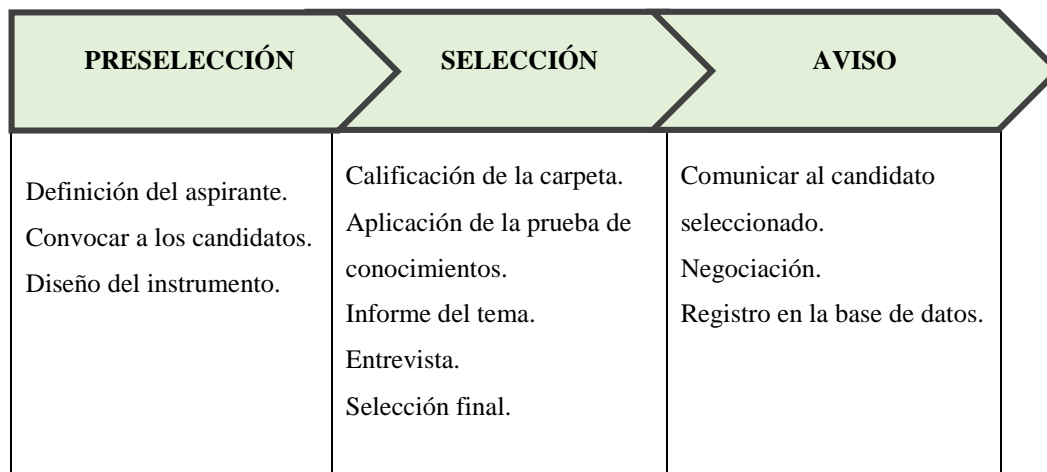 PRESELECCIÓN
SELECCIÓN
AVISO
Definición del aspirante.
Convocar a los candidatos.
Diseño del instrumento.
Calificación de la carpeta.
Aplicación de la prueba de
conocimientos.
Informe del tema.
Entrevista.
Selección final.
Comunicar al candidato
seleccionado.
Negociación.
Registro en la base de datos.